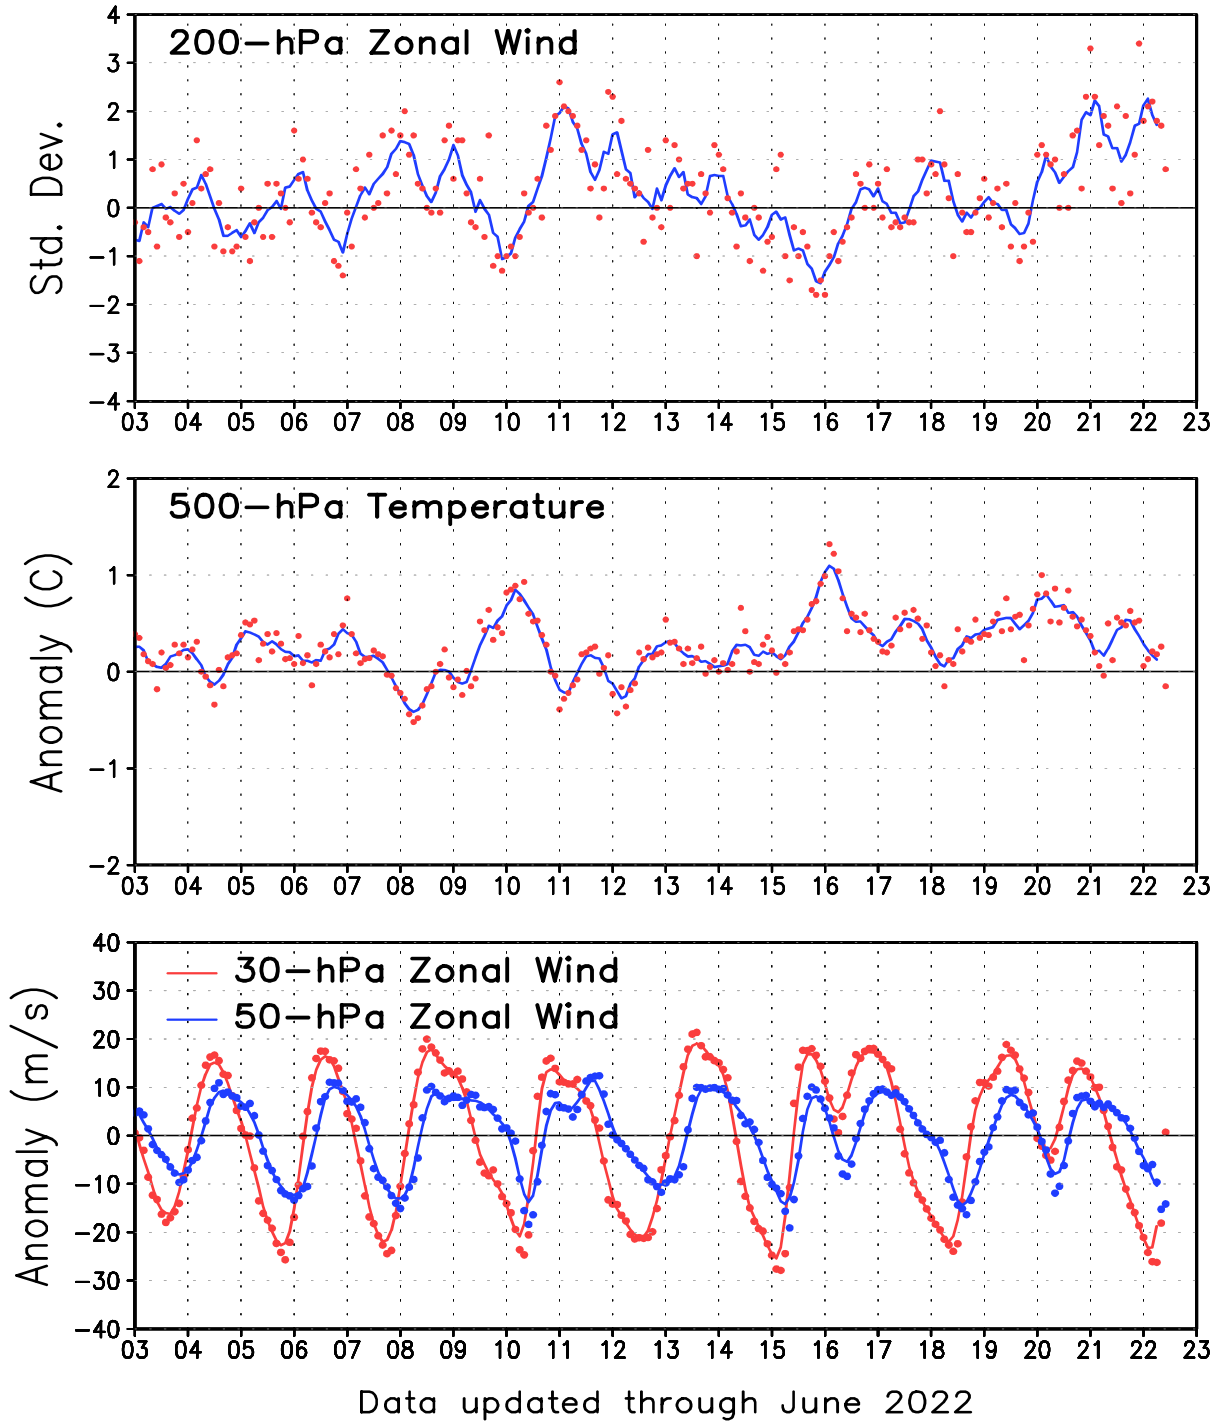 200-hPa Zonal Wind
Std. Dev.
4
3
2
1
0
-1
-2
-3
-4
03 04 05 06 07 08 09 10 11 12 13 14 15 16 17 18 19 20 21 22 23
500-hPa Temperature
Anomaly (C)
2
1
0
-1
-2
03 04 05 06 07 08 09 10 11 12 13 14 15 16 17 18 19 20 21 22 23
30-hPa Zonal Wind
50-hPa Zonal Wind
Anomaly (m/s)
40
30
20
10
0
-10
-20
-30
-40
03 04 05 06 07 08 09 10 11 12 13 14 15 16 17 18 19 20 21 22 23
Data updated through June 2022